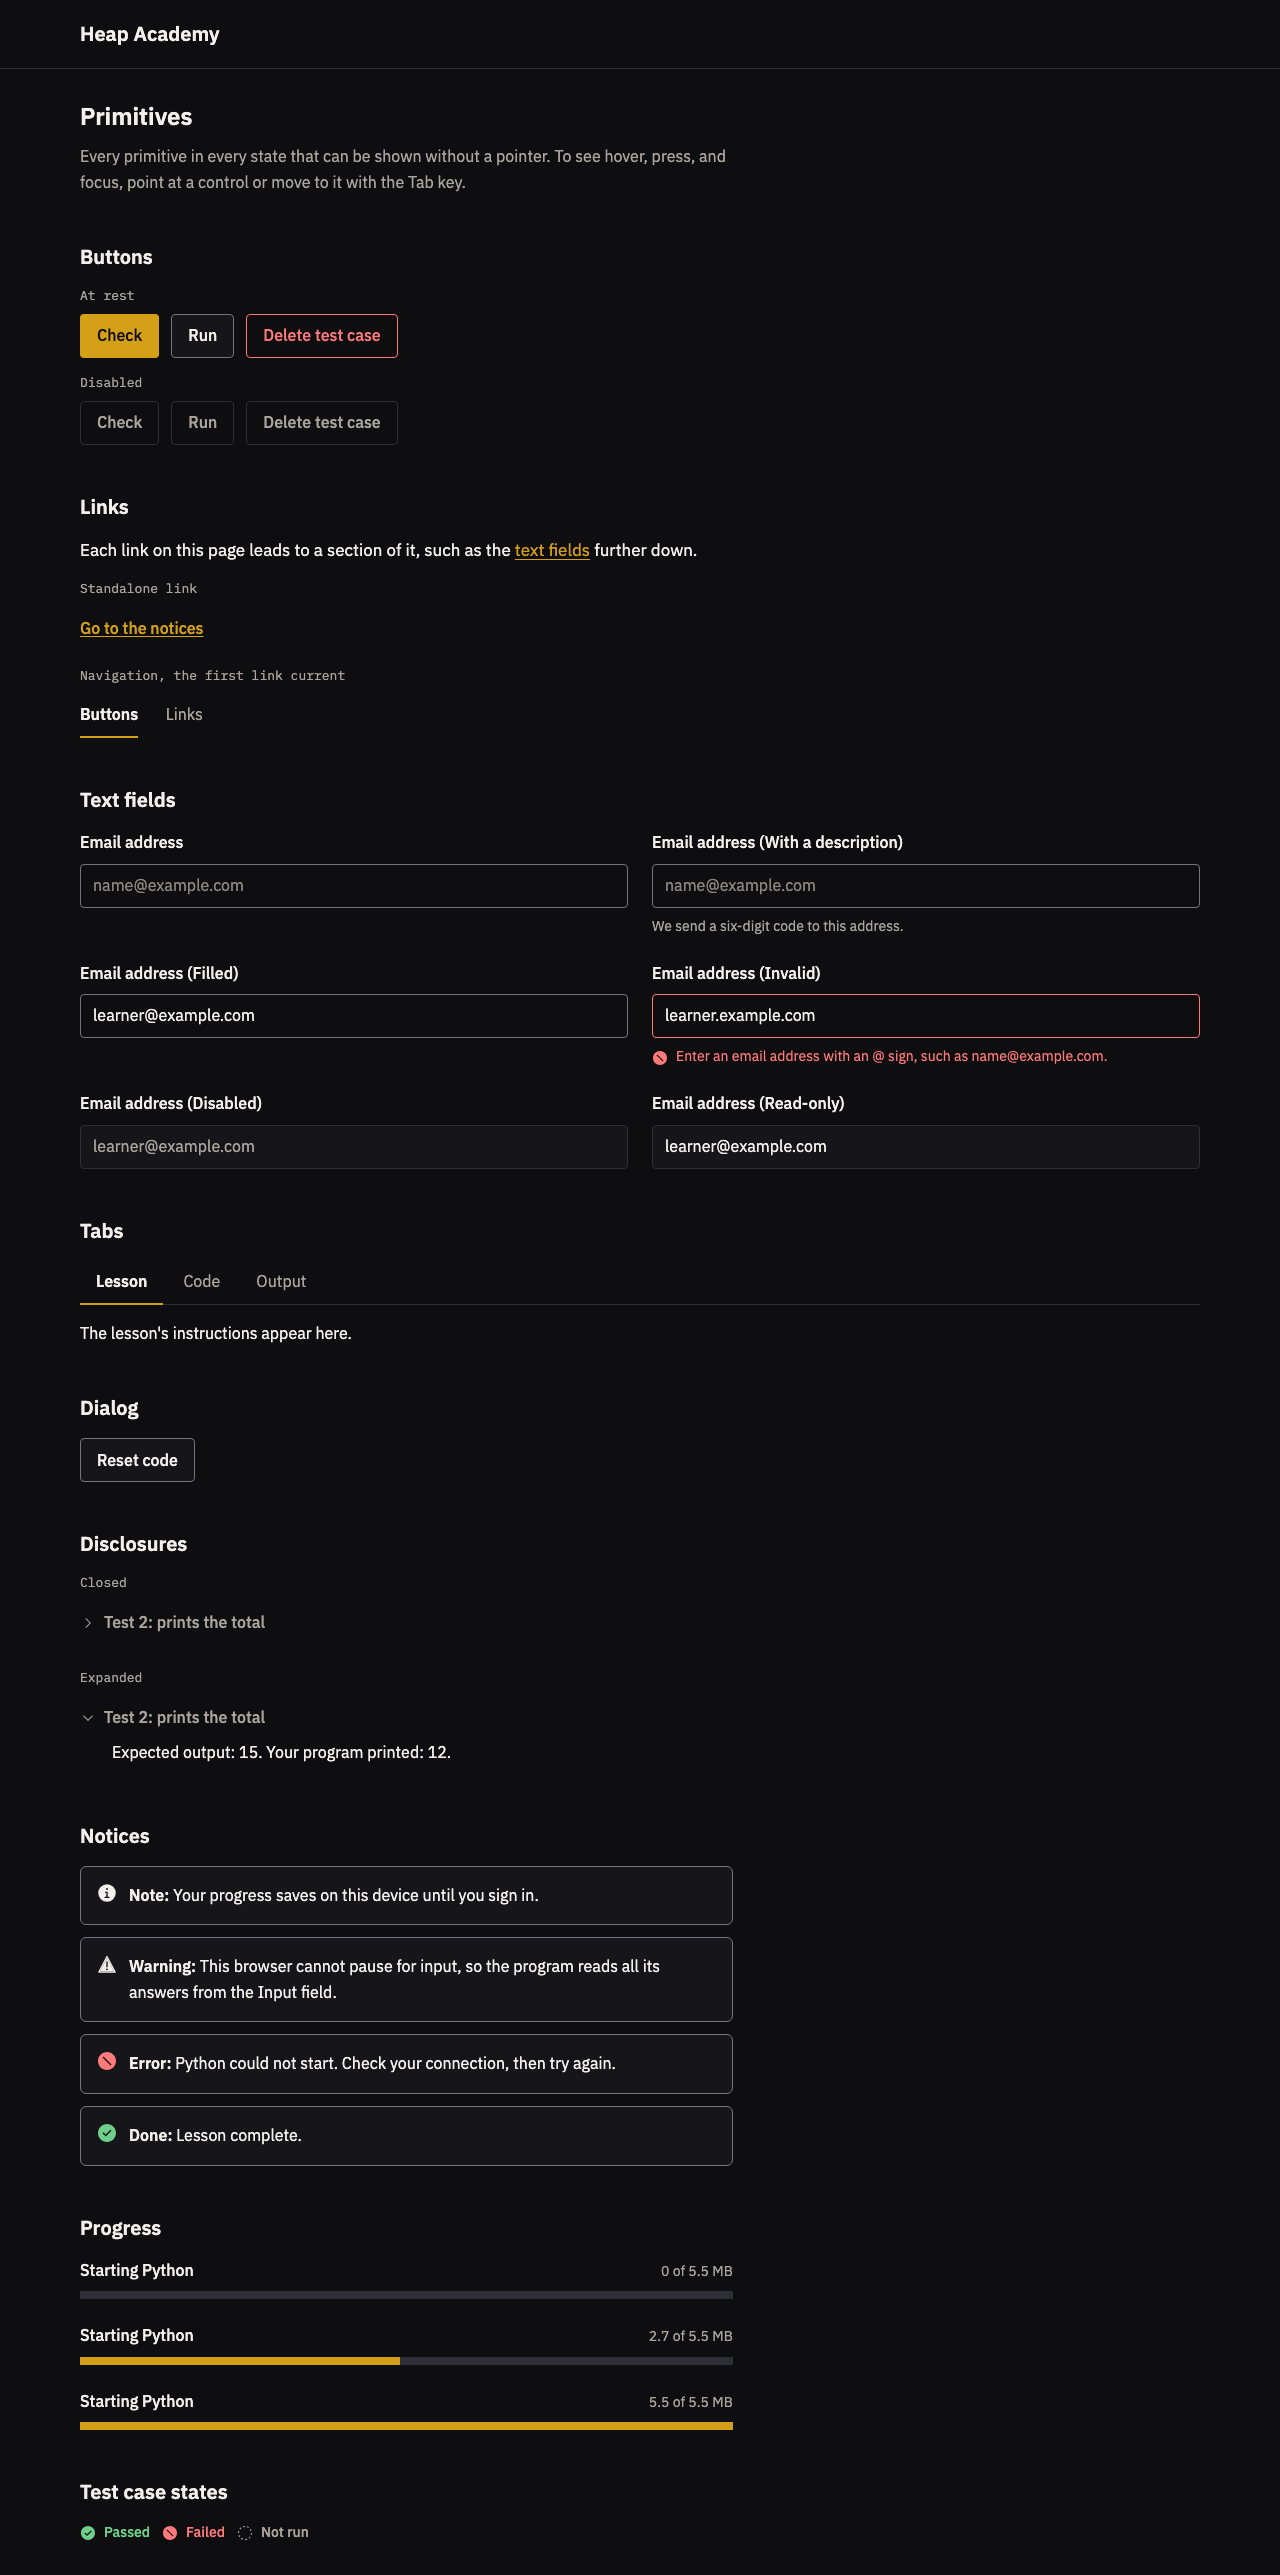 Heap Academy
Primitives
Every primitive in every state that can be shown without a pointer. To see hover, press, and
focus, point at a control or move to it with the Tab key.
Buttons
At rest
Check Run Delete test case
Disabled
Check Run Delete test case
Links
Each link on this page leads to a section of it, such as the text fields further down.
Standalone link
Go to the notices
Navigation, the first link current
Buttons Links
Text fields
Email address Email address (With a description)
name@example.com name@example.com
We send a six-digit code to this address.
Email address (Filled) Email address (Invalid)
learner@example.com learner.example.com
Enter an email address with an @ sign, such as name@example.com.
Email address (Disabled) Email address (Read-only)
learner@example.com learner@example.com
Tabs
Lesson Code Output
The lesson's instructions appear here.
Dialog
Reset code
Disclosures
Closed
Test 2: prints the total
Expanded
Test 2: prints the total
Expected output: 15. Your program printed: 12.
Notices
Note: Your progress saves on this device until you sign in.
Warning: This browser cannot pause for input, so the program reads all its
answers from the Input field.
Error: Python could not start. Check your connection, then try again.
Done: Lesson complete.
Progress
Starting Python 0 of 5.5 MB
Starting Python 2.7 of 5.5 MB
Starting Python 5.5 of 5.5 MB
Test case states
Passed Failed Not run